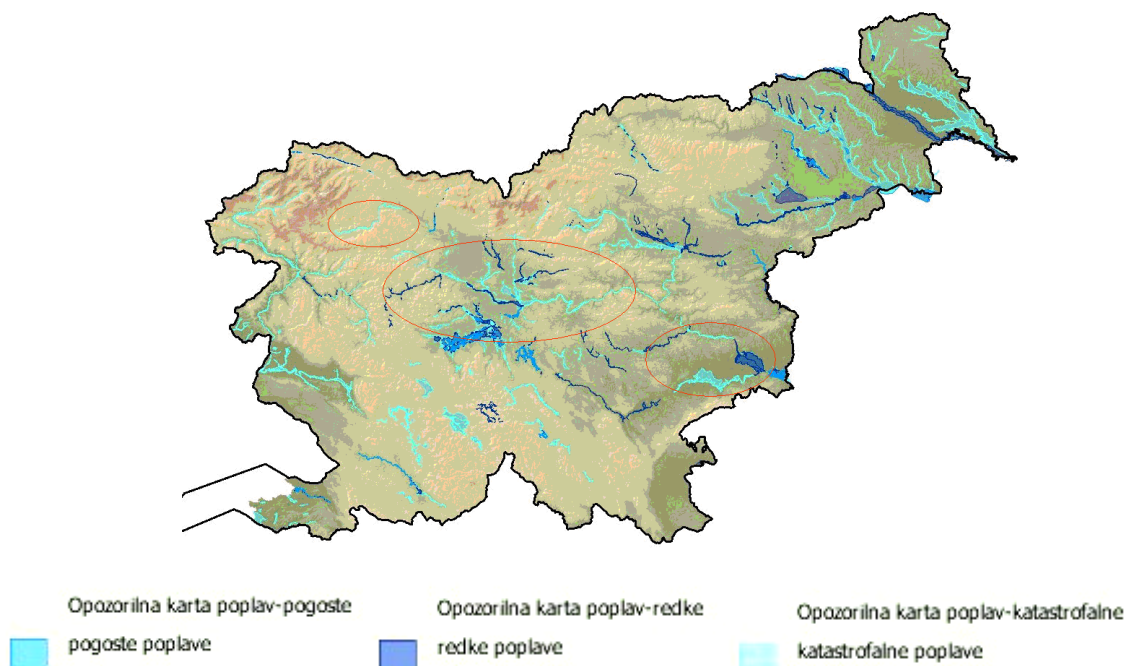 Opozorilna karta poplav-pogoste
pogoste poplave
Opozorilna karta poplav-redke
redke poplave
Opozorilna karta poplav-katastrofalne
katastrofalne poplave